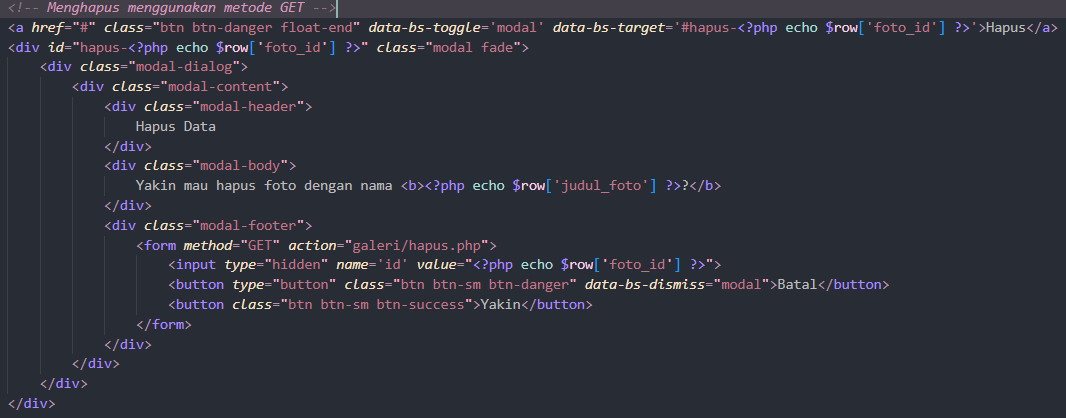 <!-- Menghapus menggunakan metode GET -->
<a href="#" class="btn btn-danger float-end" data-bs-toggle='modal' data-bs-target='#hapus-<?php echo $row['foto_id'] ?>'>Hapus</a>
<div id="hapus-<?php echo $row['foto_id'] ?>" class="modal fade">
<div class="modal-dialog">
<div class="modal-content">
<div class="modal-header">
Hapus Data
</div>
<div class="modal-body">
Yakin mau hapus foto dengan nama <b><?php echo $row['judul_foto'] ?>?</b>
</div>
<div class="modal-footer">
<form method="GET" action="galeri/hapus.php">
<input type="hidden" name='id' value="<?php echo $row['foto_id'] ?>">
<button type="button" class="btn btn-sm btn-danger" data-bs-dismiss="modal">Batal</button>
<button class="btn btn-sm btn-success">Yakin</button>
</form>
</div>
</div>
</div>
</div>